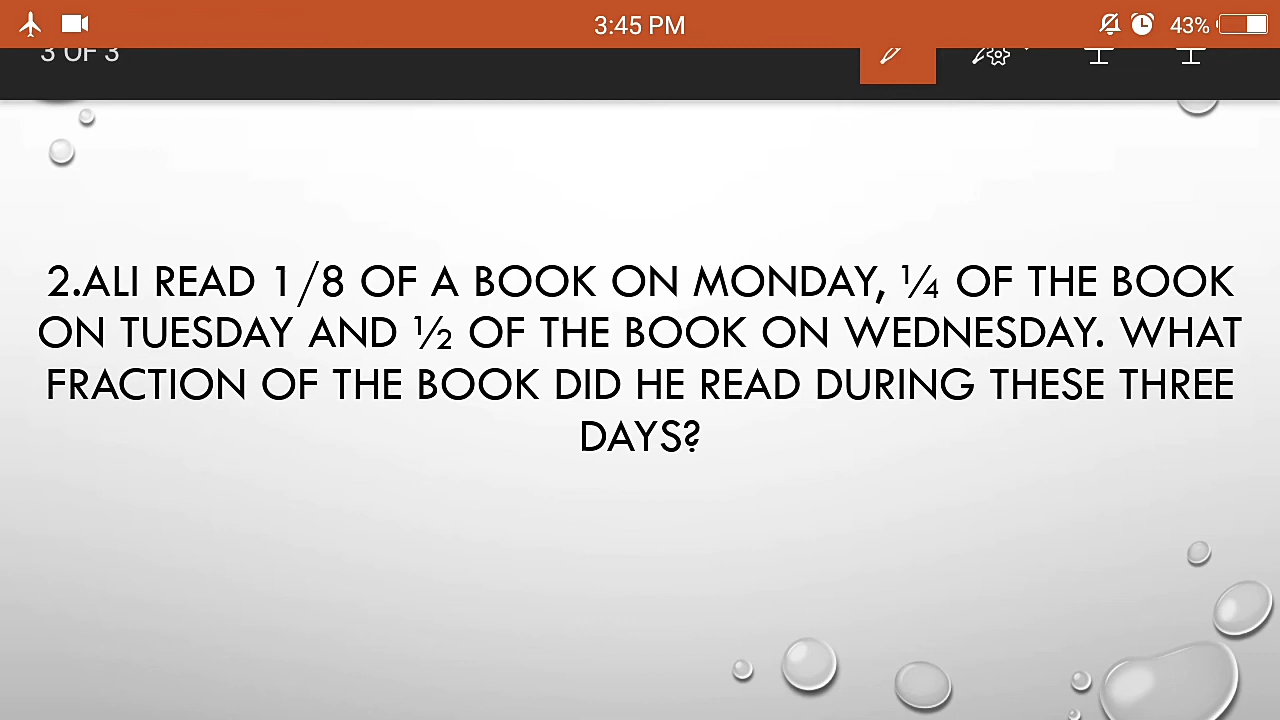 3:45 PM
43%
3 OF 3
2.ALI READ 1/8 OF A BOOK ON MONDAY, ¼ OF THE BOOK
ON TUESDAY AND ½ OF THE BOOK ON WEDNESDAY. WHAT
FRACTION OF THE BOOK DID HE READ DURING THESE THREE
DAYS?